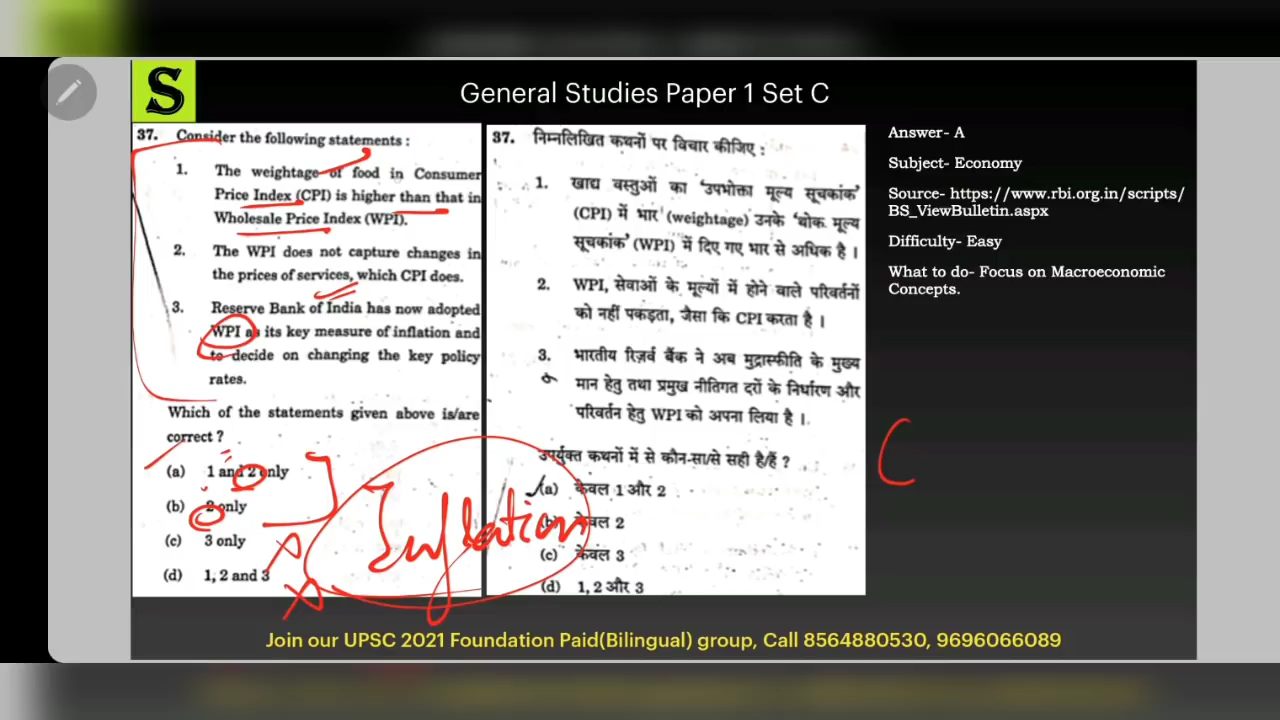 S
General Studies Paper 1 Set C
37. Consider the following statements :
1. The weightage of food in Consumer
Price Index (CPI) is higher than that in
Wholesale Price Index (WPI).
2. The WPI does not capture changes in
the prices of services, which CPI does.
3. Reserve Bank of India has now adopted
WPI as its key measure of inflation and
to decide on changing the key policy
rates.
Which of the statements given above is/are
correct ?
(a) 1 and 2 only
(b) 2 only
(c) 3 only
(d) 1, 2 and 3
Inflation
37. निम्नलिखित कथनों पर विचार कीजिए :
1. खाद्य वस्तुओं का 'उपभोक्ता मूल्य सूचकांक'
(CPI) में भार (weightage) उनके 'थोक मूल्य
सूचकांक' (WPI) में दिए गए भार से अधिक है ।
2. WPI, सेवाओं के मूल्यों में होने वाले परिवर्तनों
को नहीं पकड़ता, जैसा कि CPI करता है ।
3. भारतीय रिज़र्व बैंक ने अब मुद्रास्फीति के मुख्य
मान हेतु तथा प्रमुख नीतिगत दरों के निर्धारण और
परिवर्तन हेतु WPI को अपना लिया है ।
उपर्युक्त कथनों में से कौन-सा/से सही है/हैं ?
(a) केवल 1 और 2
(b) केवल 2
(c) केवल 3
(d) 1, 2 और 3
Answer- A
Subject- Economy
Source- https://www.rbi.org.in/scripts/
BS_ViewBulletin.aspx
Difficulty- Easy
What to do- Focus on Macroeconomic
Concepts.
Join our UPSC 2021 Foundation Paid(Bilingual) group, Call 8564880530, 9696066089